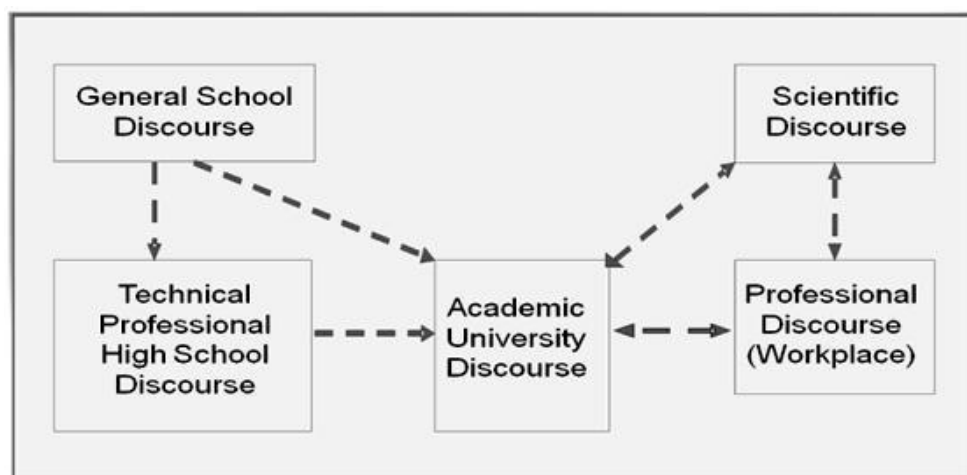 General School
Discourse
Scientific
Discourse
Technical
Professional
High School
Discourse
Academic
University
Discourse
Professional
Discourse
(Workplace)